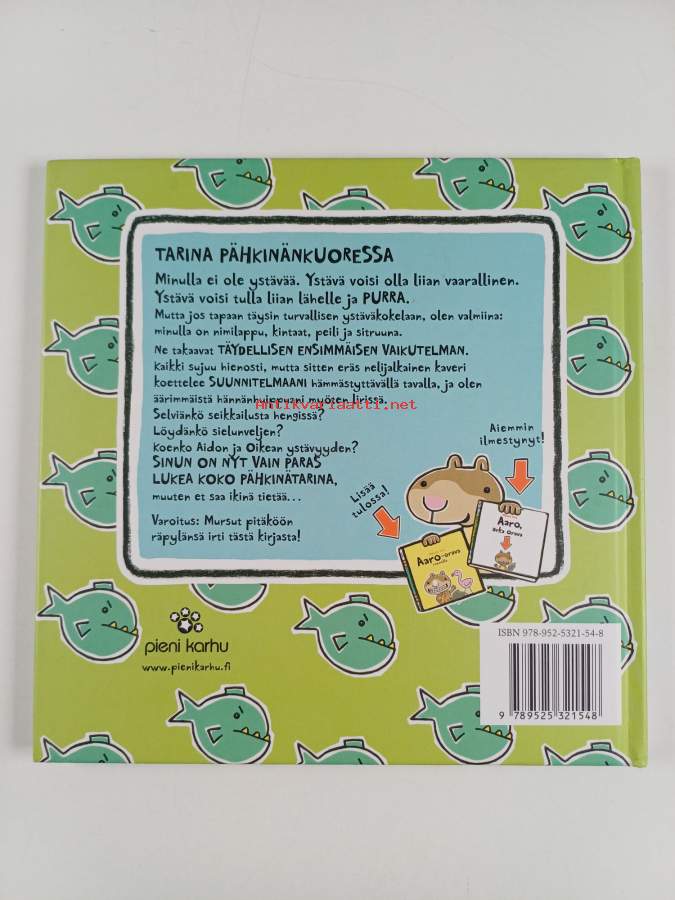 TARINA PÄHKINÄNKUORESSA
Minulla ei ole ystävää. Ystävä voisi olla liian vaarallinen.
Ystävä voisi tulla liian lähelle ja PURRA.
Mutta jos tapaan täysin turvallisen ystäväkokelaan, olen valmiina:
minulla on nimilappu, kintaat, peili ja sitruuna.
Ne takaavat TÄYDELLISEN ENSIMMÄISEN VAIKUTELMAN.
Kaikki sujuu hienosti, mutta sitten eräs nelijalkainen kaveri
koettelee SUUNNITELMAANI hämmästyttävällä tavalla, ja olen
äärimmäistä hännänhuippuani myöten lirissä.
Antikvariaatti.net
Selviänkö seikkailusta hengissä?
Löydänkö sielunveljen?
Koenko Aidon ja Oikean ystävyyden?
SINUN ON NYT VAIN PARAS
LUKEA KOKO PÄHKINÄTARINA,
muuten et saa ikinä tietää...
Varoitus: Mursut pitäköön
räpylänsä irti tästä kirjasta!
Aiemmin
ilmestynyt!
Lisää
tulossa!
Aaro,
arka orava
Aaro-orava
pieni karhu
www.pienikarhu.fi
ISBN 978-952-5321-54-8
9 789525 321548